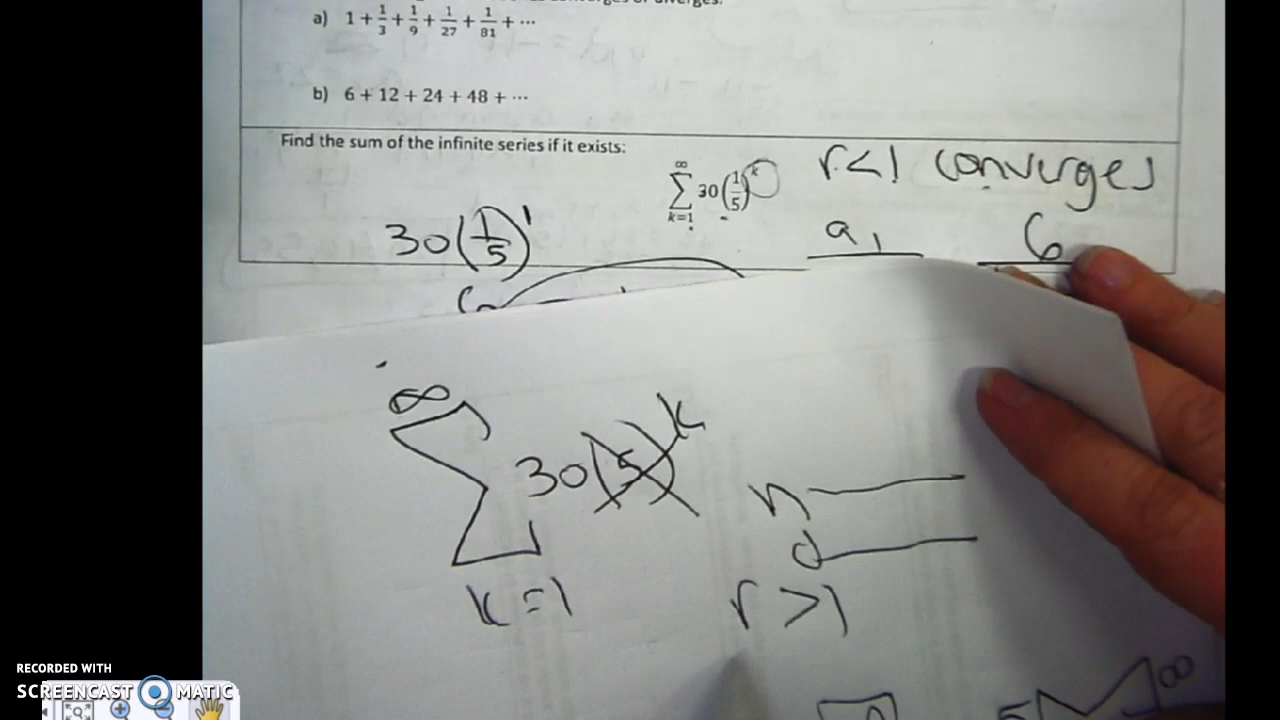 a) 1 + 1/3 + 1/9 + 1/27 + 1/81 + ⋯
b) 6 + 12 + 24 + 48 + ⋯
Find the sum of the infinite series if it exists:
∞
∑ 30(1/5)^k
k=1
r<1 converges
30(1/5)^1
a1 6
∞
∑ 30(5)^k
k=1
n
d
r>1
∞
RECORDED WITH
SCREENCAST MATIC